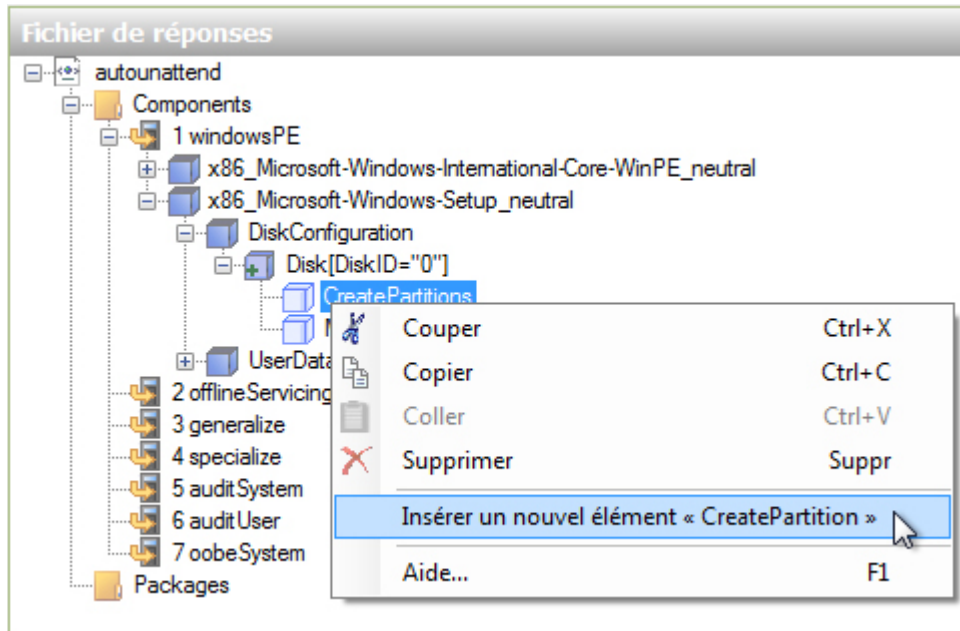 Fichier de réponses
autounattend
Components
1 windowsPE
x86_Microsoft-Windows-International-Core-WinPE_neutral
x86_Microsoft-Windows-Setup_neutral
DiskConfiguration
Disk[DiskID="0"]
CreatePartitions
UserData
2 offlineServicing
3 generalize
4 specialize
5 auditSystem
6 auditUser
7 oobeSystem
Packages
Couper Ctrl+X
Copier Ctrl+C
Coller Ctrl+V
Supprimer Suppr
Insérer un nouvel élément « CreatePartition »
Aide... F1